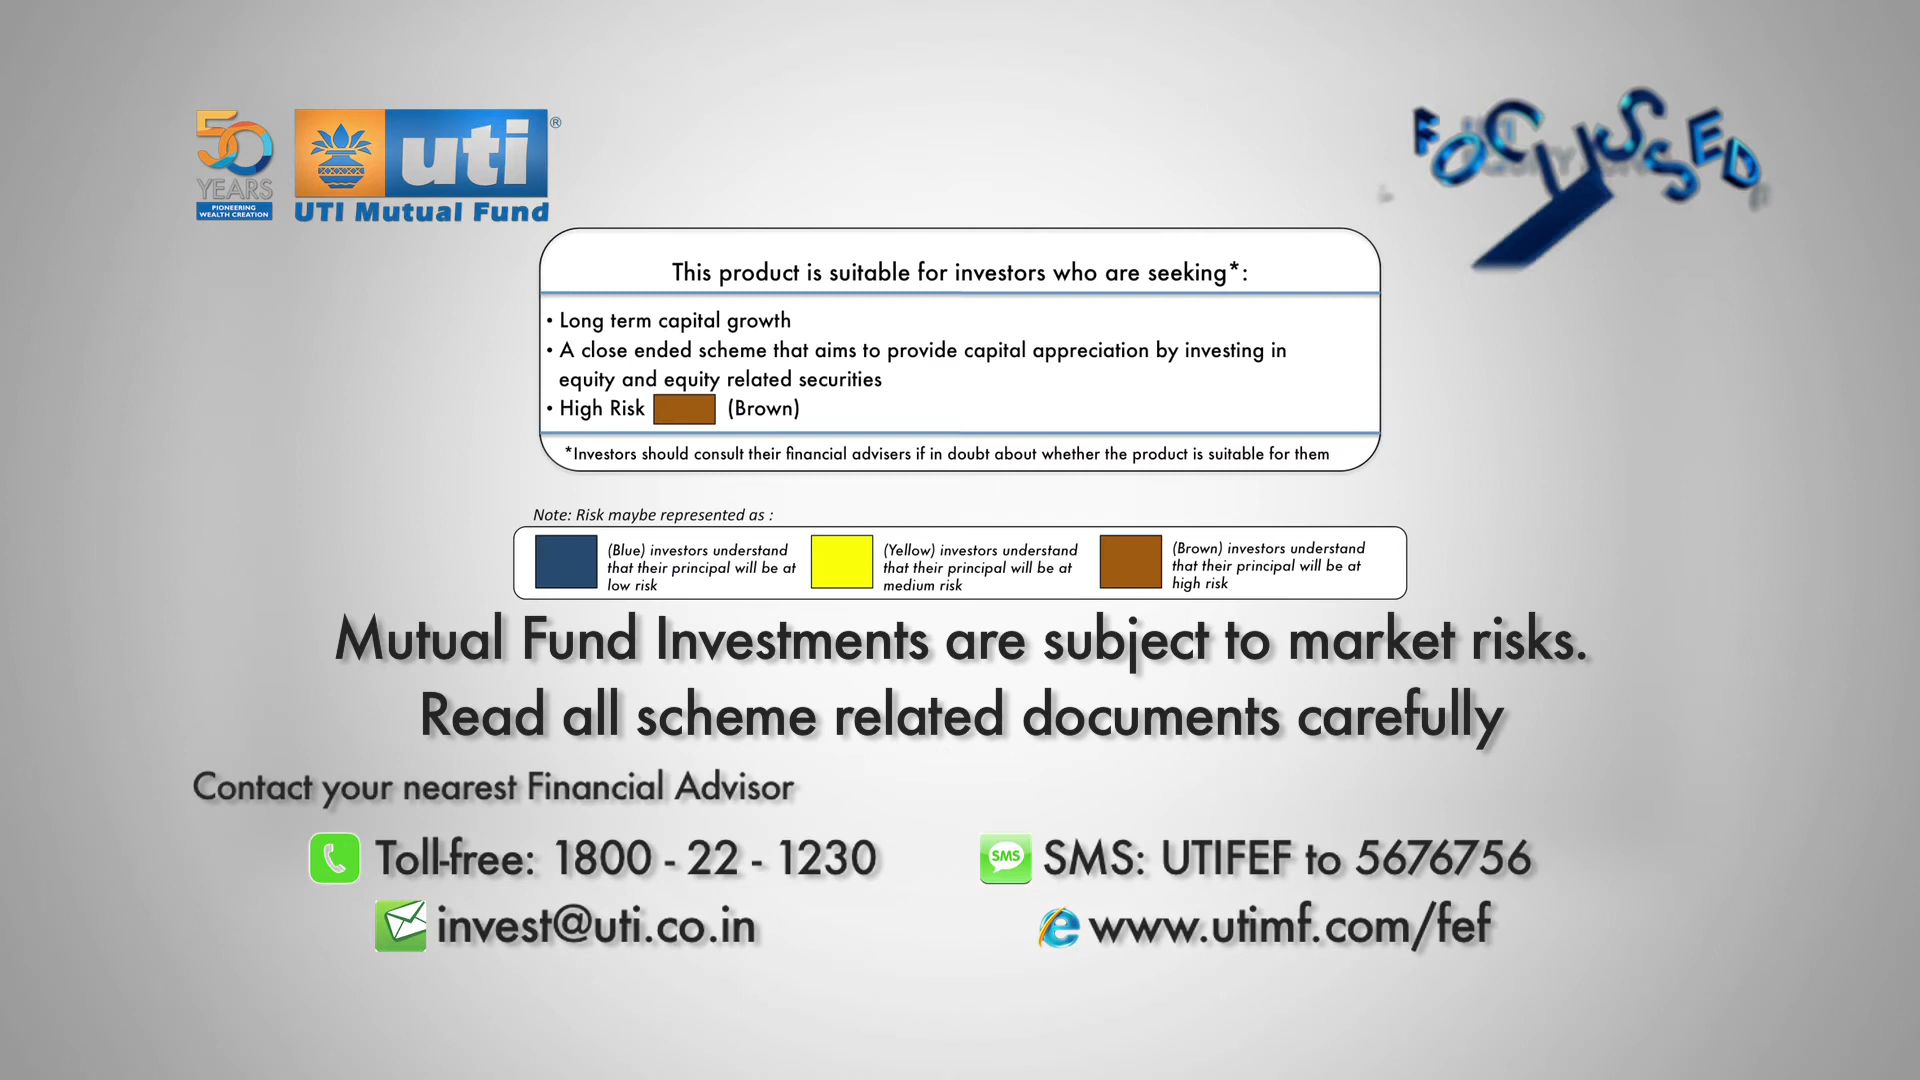 50
YEARS
PIONEERING
WEALTH CREATION
uti®
UTI Mutual Fund
FOCUSSED
This product is suitable for investors who are seeking*:
• Long term capital growth
• A close ended scheme that aims to provide capital appreciation by investing in
equity and equity related securities
• High Risk (Brown)
*Investors should consult their financial advisers if in doubt about whether the product is suitable for them
Note: Risk maybe represented as :
(Blue) investors understand
that their principal will be at
low risk
(Yellow) investors understand
that their principal will be at
medium risk
(Brown) investors understand
that their principal will be at
high risk
Mutual Fund Investments are subject to market risks.
Read all scheme related documents carefully
Contact your nearest Financial Advisor
Toll-free: 1800 - 22 - 1230
SMS
SMS: UTIFEF to 5676756
invest@uti.co.in
www.utimf.com/fef